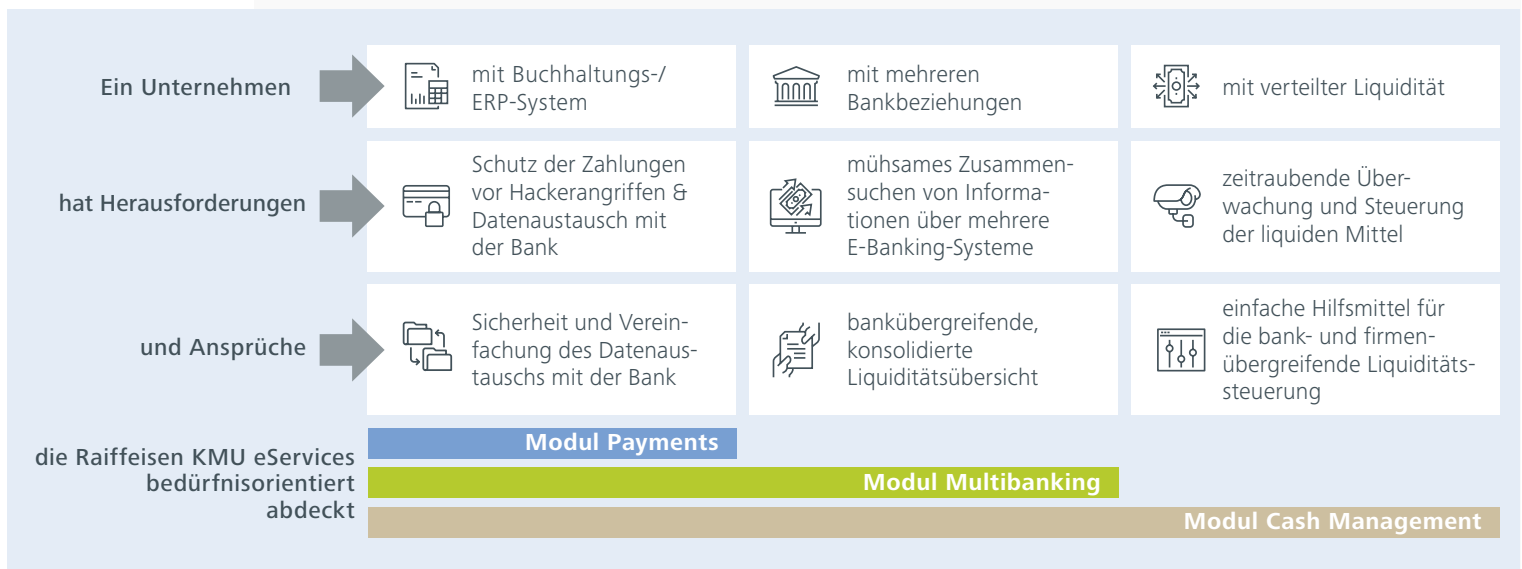 Ein Unternehmen
mit Buchhaltungs-/
ERP-System
mit mehreren
Bankbeziehungen
mit verteilter Liquidität
hat Herausforderungen
Schutz der Zahlungen
vor Hackerangriffen &
Datenaustausch mit
der Bank
mühsames Zusammen-
suchen von Informa-
tionen über mehrere
E-Banking-Systeme
zeitraubende Über-
wachung und Steuerung
der liquiden Mittel
und Ansprüche
Sicherheit und Verein-
fachung des Datenaus-
tauschs mit der Bank
bankübergreifende,
konsolidierte
Liquiditätsübersicht
einfache Hilfsmittel für
die bank- und firmen-
übergreifende Liquiditäts-
steuerung
die Raiffeisen KMU eServices
bedürfnisorientiert
abdeckt
Modul Payments
Modul Multibanking
Modul Cash Management